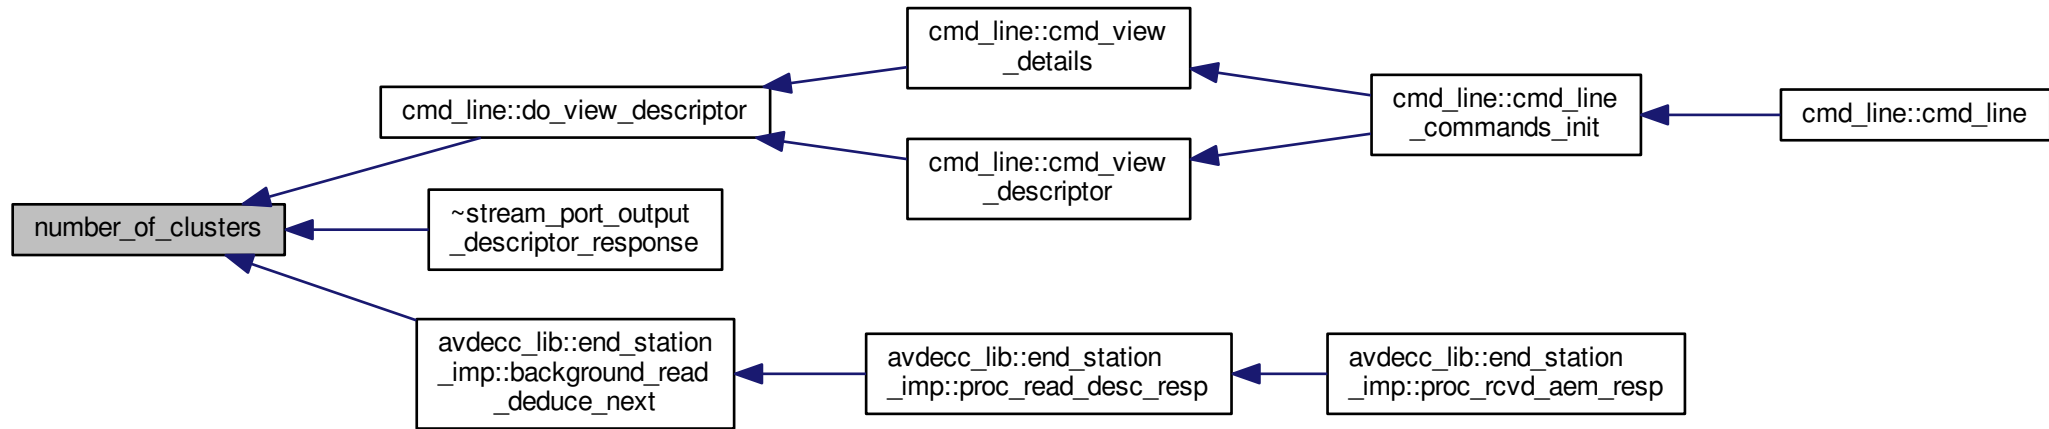 cmd_line::cmd_view
_details
cmd_line::do_view_descriptor
cmd_line::cmd_line
_commands_init
cmd_line::cmd_line
cmd_line::cmd_view
_descriptor
number_of_clusters
~stream_port_output
_descriptor_response
avdecc_lib::end_station
_imp::background_read
_deduce_next
avdecc_lib::end_station
_imp::proc_read_desc_resp
avdecc_lib::end_station
_imp::proc_rcvd_aem_resp